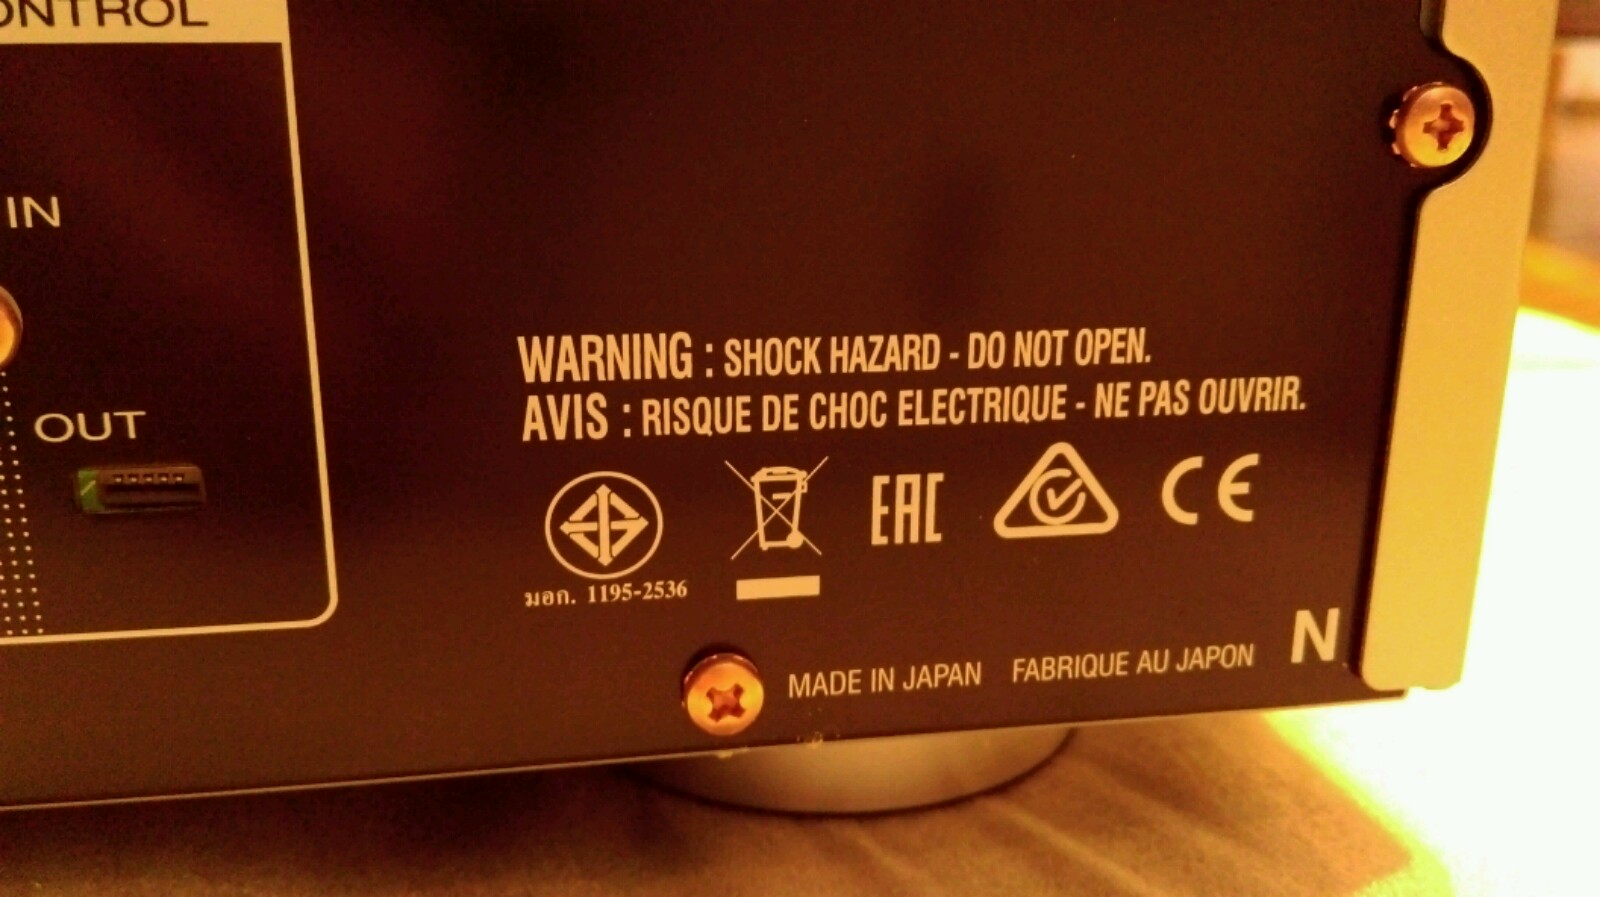 ONTROL
IN
OUT
WARNING : SHOCK HAZARD - DO NOT OPEN.
AVIS : RISQUE DE CHOC ELECTRIQUE - NE PAS OUVRIR.
EAC
CE
มอก. 1195-2536
MADE IN JAPAN FABRIQUE AU JAPON N